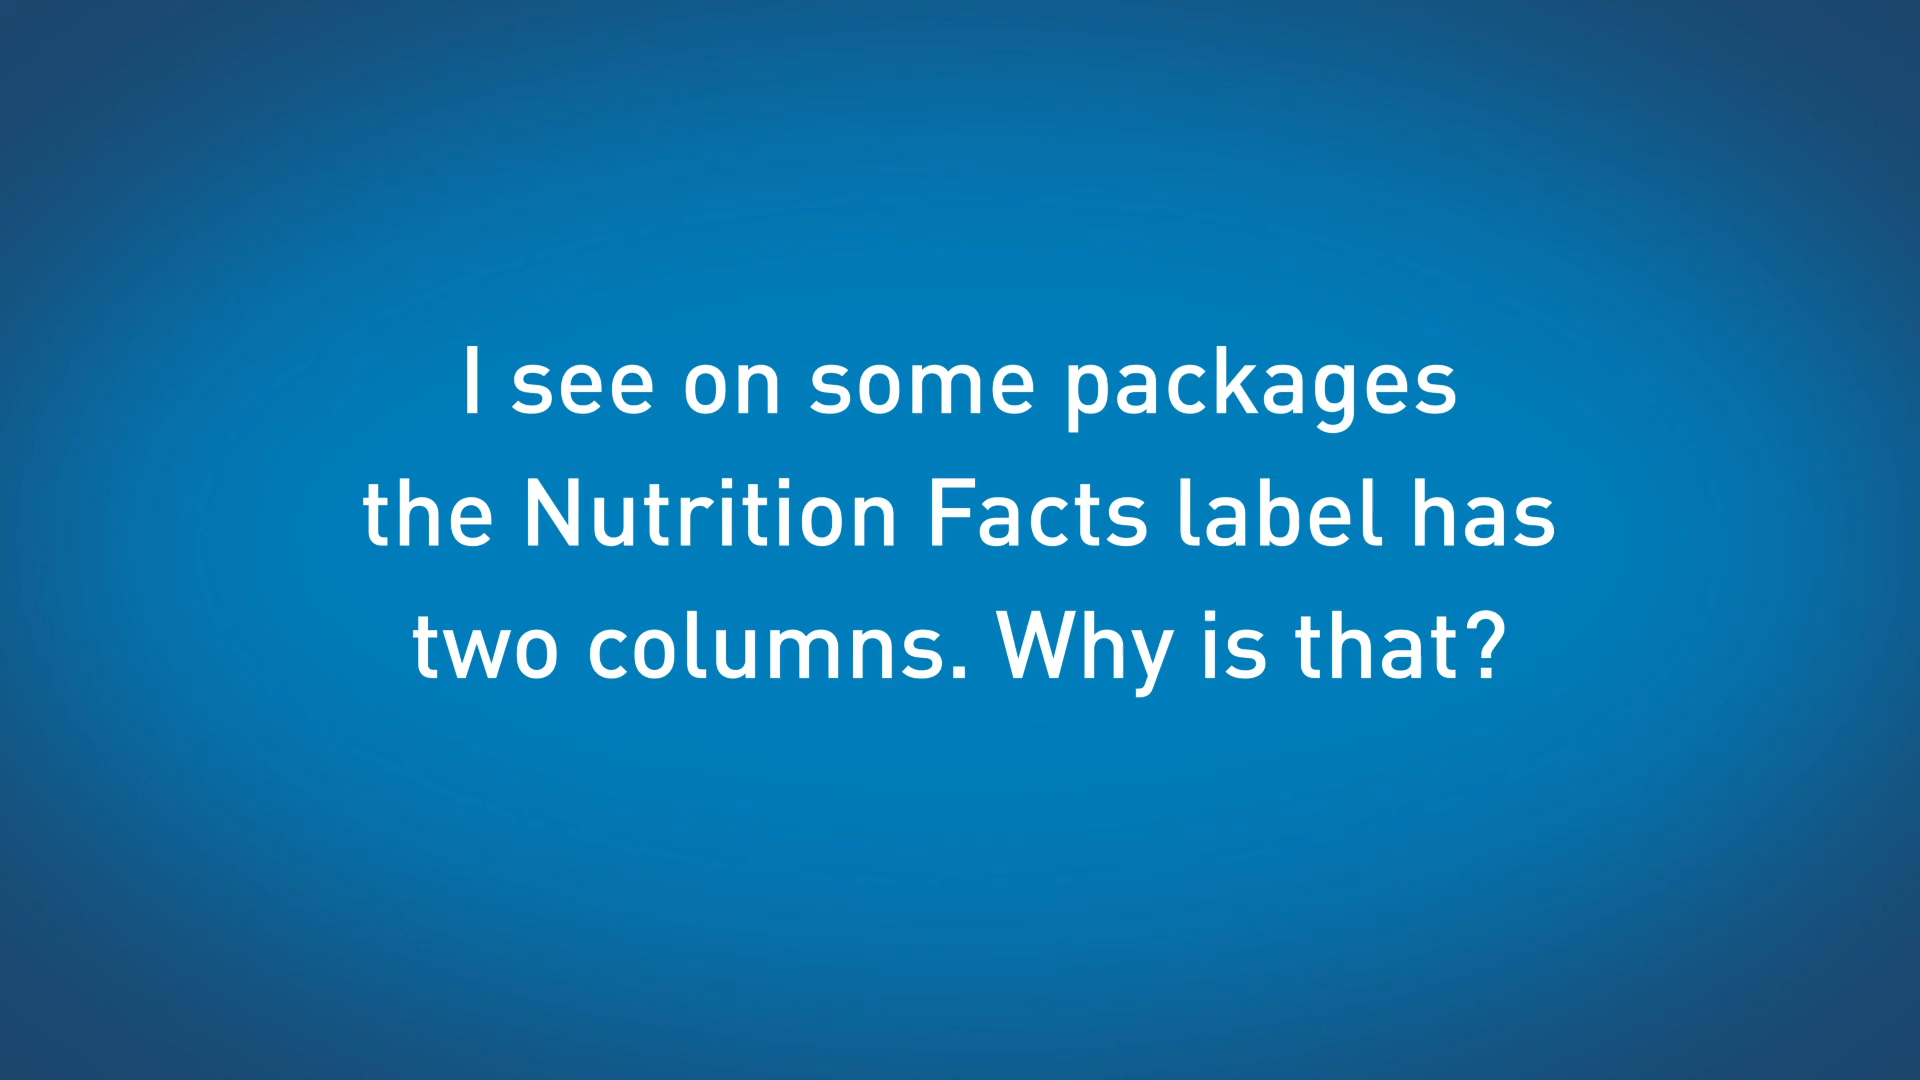 I see on some packages
the Nutrition Facts label has
two columns. Why is that?